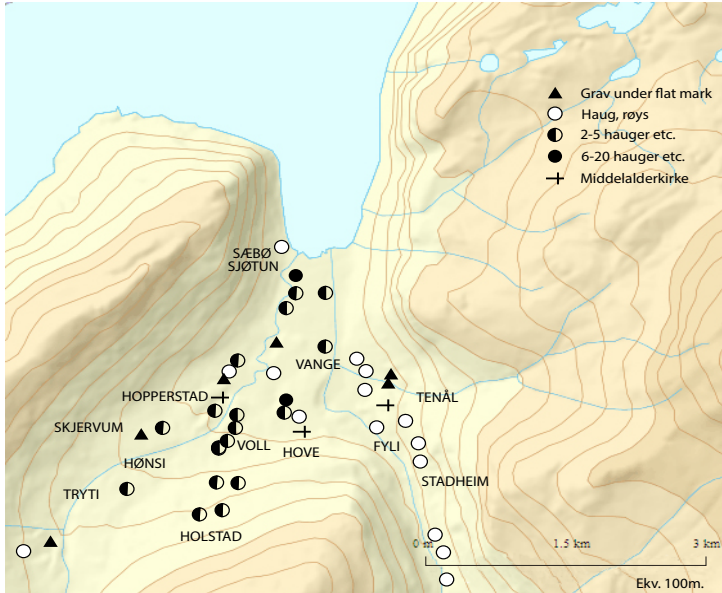 Grav under flat mark
Haug, røys
2-5 hauger etc.
6-20 hauger etc.
Middelalderkirke
SÆBØ
SJØTUN
VANGE
HOPPERSTAD
TENÅL
SKJERVUM
VOLL
HOVE
FYLI
HØNSI
STADHEIM
TRYTI
HOLSTAD
0 m
1.5 km
3 km
Ekv. 100m.